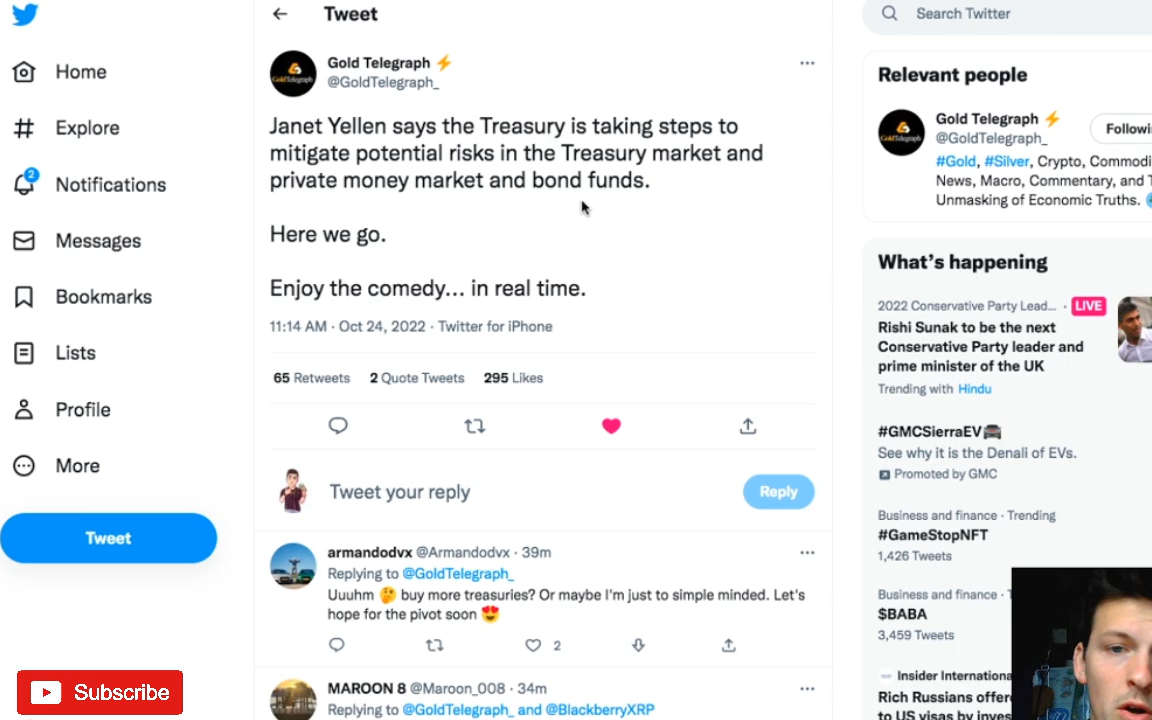 Home
Explore
2
Notifications
Messages
Bookmarks
Lists
Profile
More
Tweet
Subscribe
Tweet
Gold Telegraph ⚡
@GoldTelegraph_
Janet Yellen says the Treasury is taking steps to
mitigate potential risks in the Treasury market and
private money market and bond funds.
Here we go.
Enjoy the comedy... in real time.
11:14 AM · Oct 24, 2022 · Twitter for iPhone
65 Retweets 2 Quote Tweets 295 Likes
Tweet your reply
Reply
armandodvx @Armandodvx · 39m
Replying to @GoldTelegraph_
Uuuhm 🤔 buy more treasuries? Or maybe I'm just to simple minded. Let's
hope for the pivot soon 😍
2
MAROON 8 @Maroon_008 · 34m
Replying to @GoldTelegraph_ and @BlackberryXRP
Search Twitter
Relevant people
Gold Telegraph ⚡
@GoldTelegraph_
Followin
#Gold, #Silver, Crypto, Commodi
News, Macro, Commentary, and T
Unmasking of Economic Truths.
What's happening
2022 Conservative Party Lead... · LIVE
Rishi Sunak to be the next
Conservative Party leader and
prime minister of the UK
Trending with Hindu
#GMCSierraEV
See why it is the Denali of EVs.
Promoted by GMC
Business and finance · Trending
#GameStopNFT
1,426 Tweets
Business and finance · T
$BABA
3,459 Tweets
Insider Internationa
Rich Russians offere
to US visas by inves